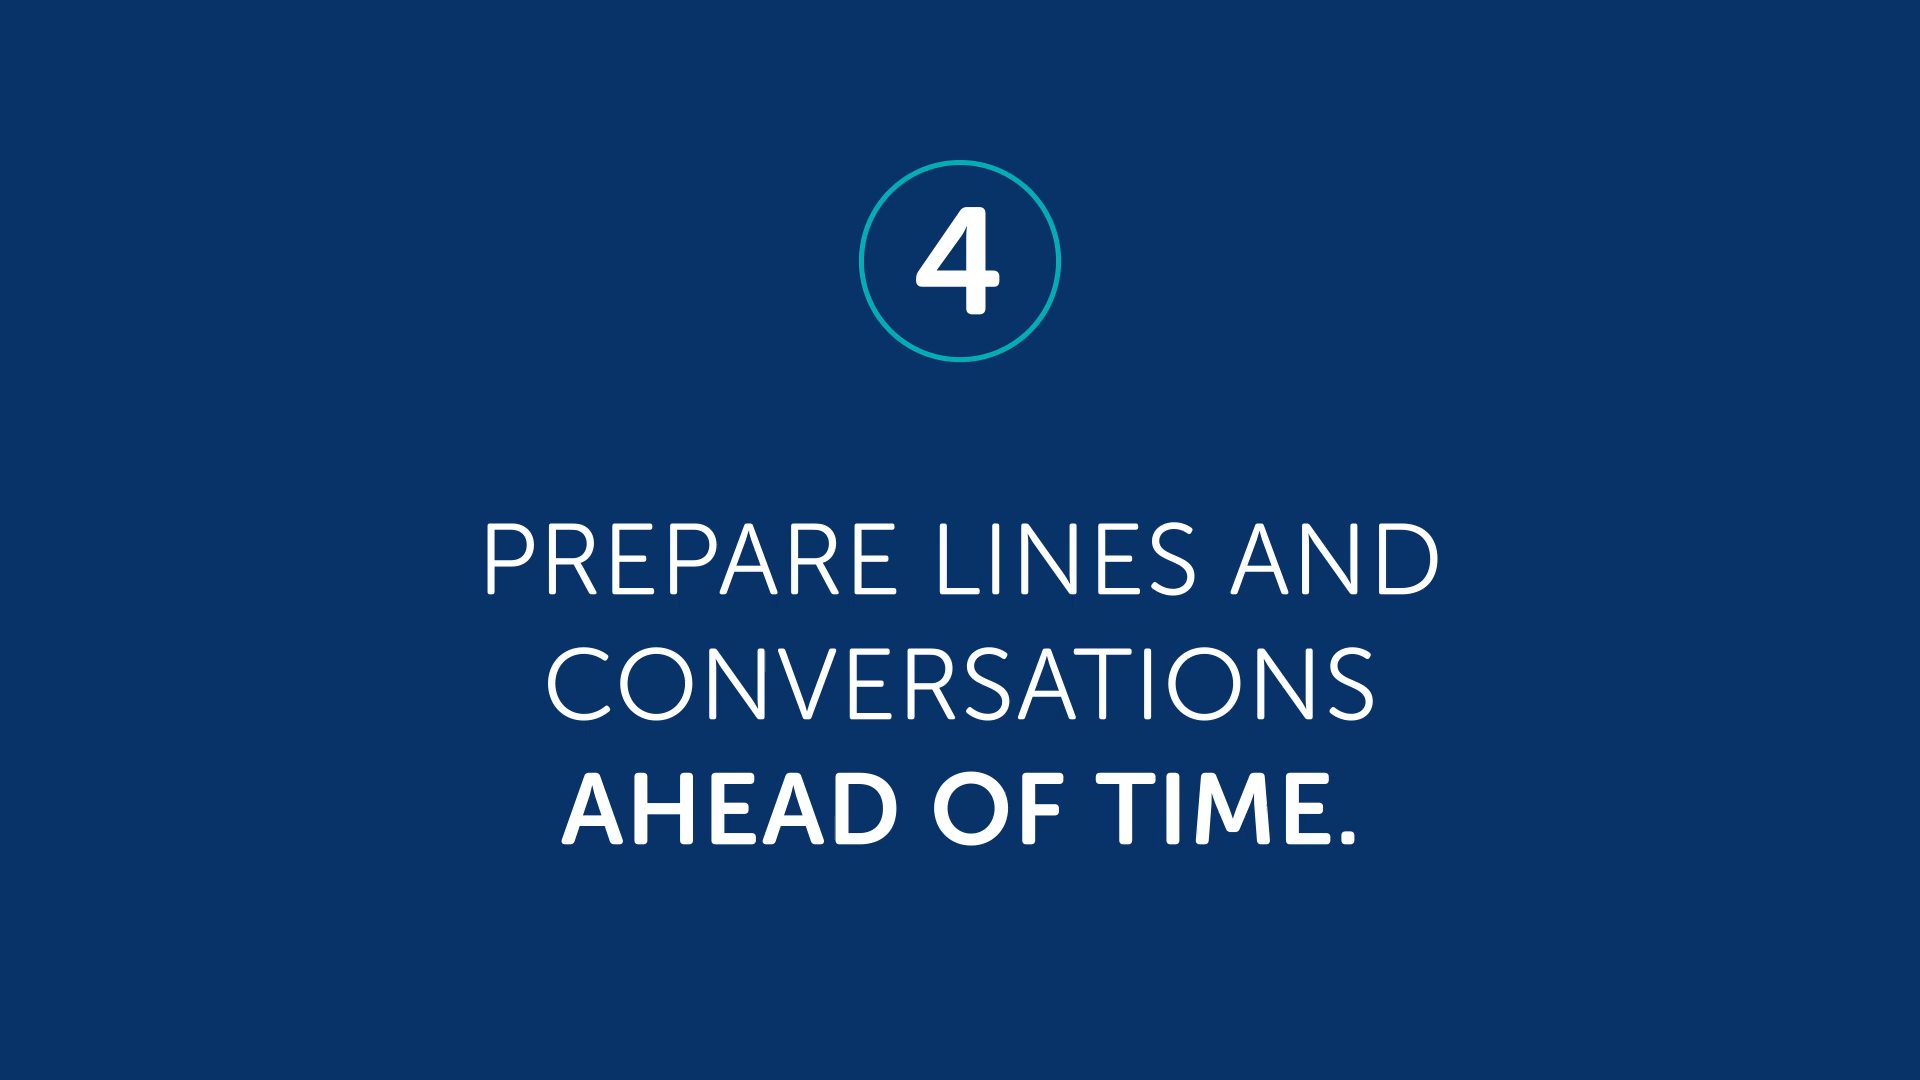 4
PREPARE LINES AND
CONVERSATIONS
AHEAD OF TIME.